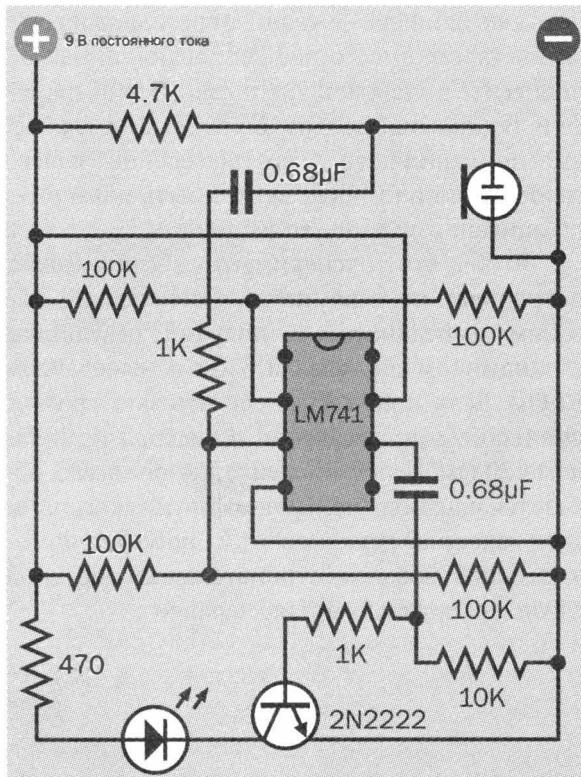 +
−
9 В постоянного тока
4.7K
0.68µF
100K
100K
1K
LM741
0.68µF
100K
100K
1K
470
10K
2N2222